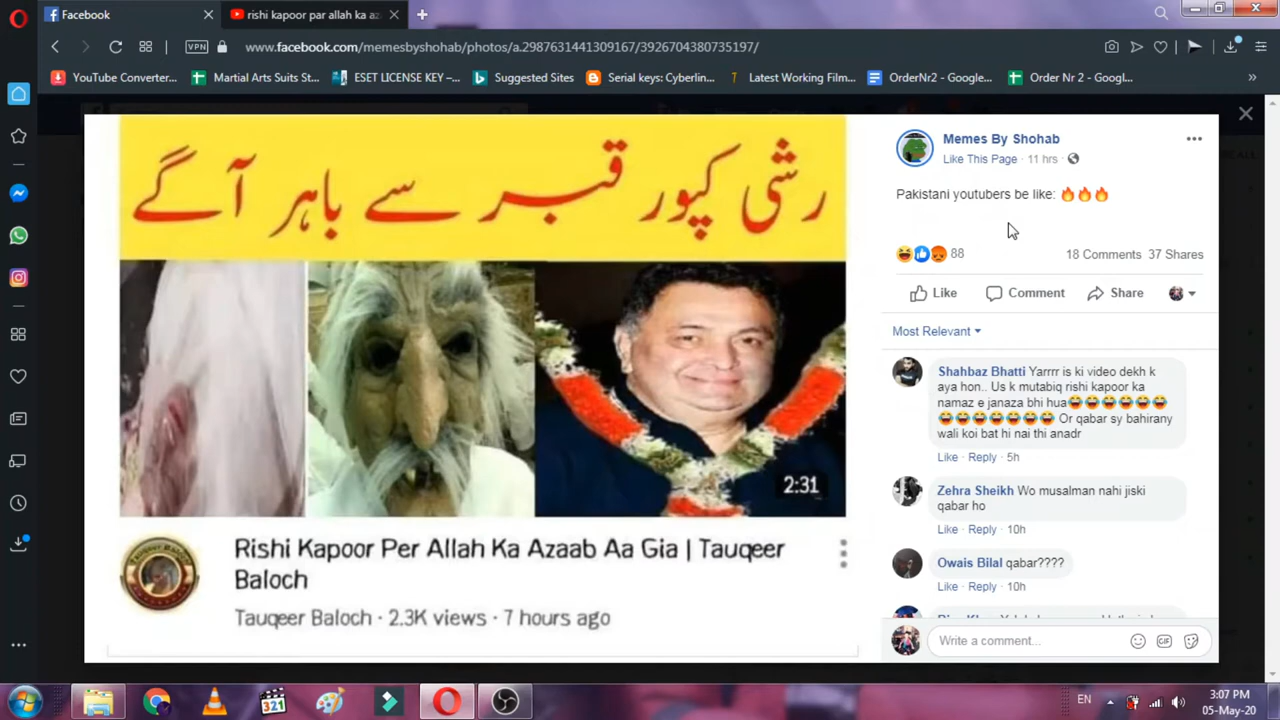 Facebook
rishi kapoor par allah ka aza
VPN
www.facebook.com/memesbyshohab/photos/a.2987631441309167/3926704380735197/
YouTube Converter...
Martial Arts Suits St...
ESET LICENSE KEY –...
Suggested Sites
Serial keys: Cyberlin...
Latest Working Film...
OrderNr2 - Google...
Order Nr 2 - Googl...
»
رشی کپور قبر سے باہر آگے
2:31
Rishi Kapoor Per Allah Ka Azaab Aa Gia | Tauqeer
Baloch
Tauqeer Baloch · 2.3K views · 7 hours ago
Memes By Shohab
Like This Page · 11 hrs ·
Pakistani youtubers be like: 🔥🔥🔥
88
18 Comments 37 Shares
Like
Comment
Share
Most Relevant
Shahbaz Bhatti Yarrrr is ki video dekh k
aya hon.. Us k mutabiq rishi kapoor ka
namaz e janaza bhi hua😂😂😂😂😂😂
😂😂😂😂😂😂😂 Or qabar sy bahirany
wali koi bat hi nai thi anadr
Like · Reply · 5h
Zehra Sheikh Wo musalman nahi jiski
qabar ho
Like · Reply · 10h
Owais Bilal qabar????
Like · Reply · 10h
Write a comment...
GIF
321
EN
3:07 PM
05-May-20